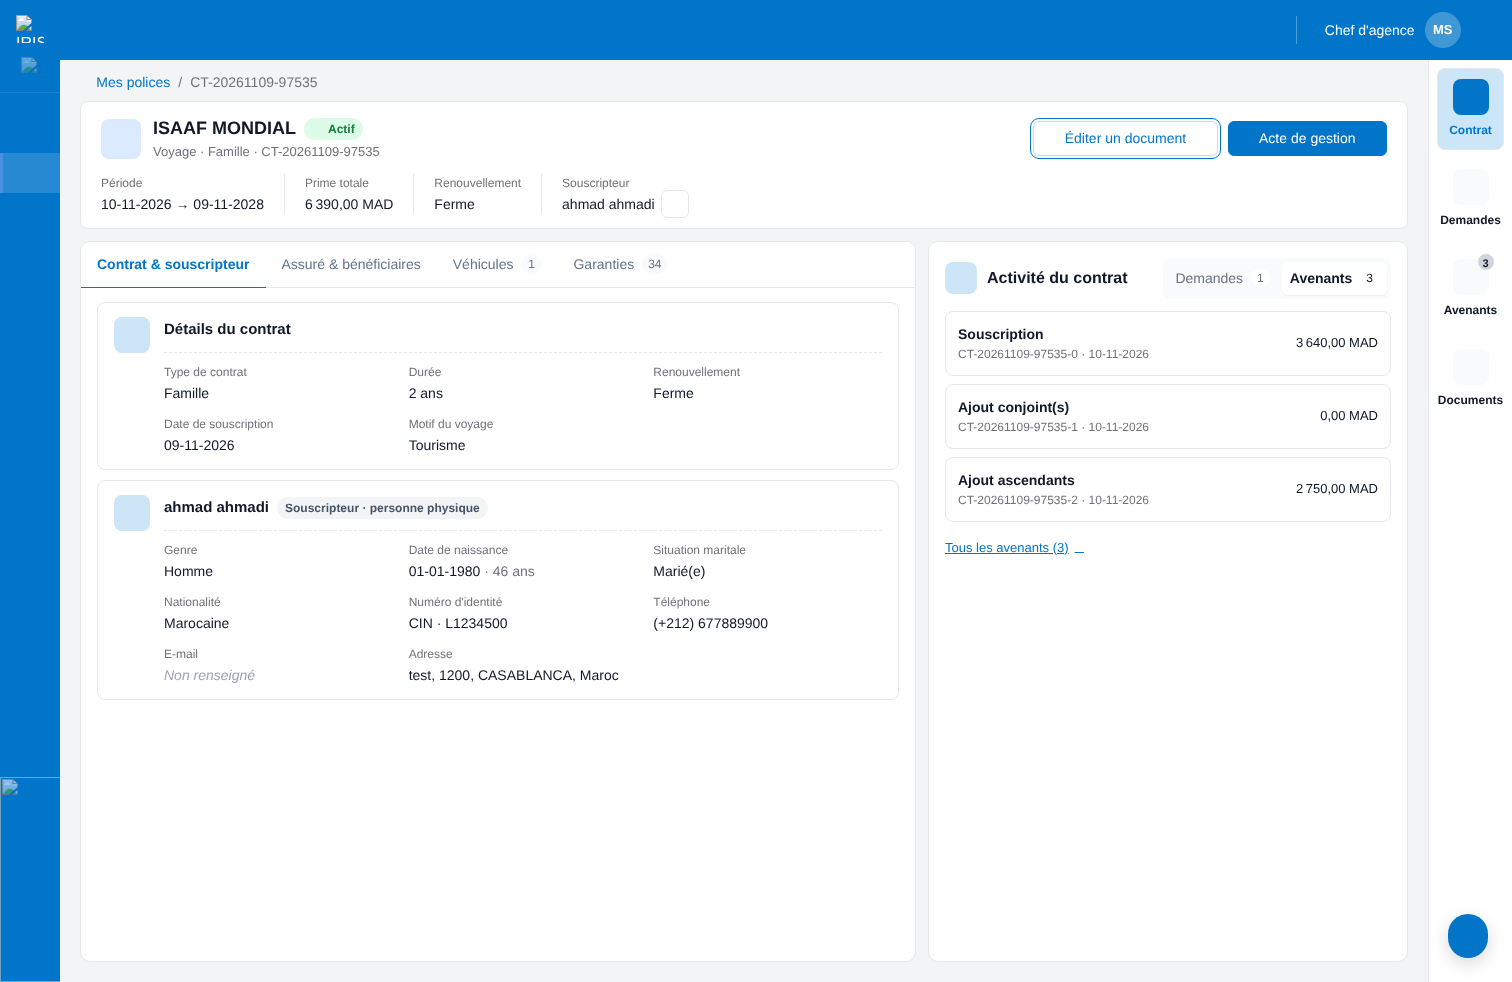 Chef d'agence MS
Mes polices / CT-20261109-97535
ISAAF MONDIAL Actif
Voyage · Famille · CT-20261109-97535
Éditer un document
Acte de gestion
Période
10-11-2026 → 09-11-2028
Prime totale
6 390,00 MAD
Renouvellement
Ferme
Souscripteur
ahmad ahmadi
Contrat & souscripteur Assuré & bénéficiaires Véhicules 1 Garanties 34
Détails du contrat
Type de contrat
Famille
Durée
2 ans
Renouvellement
Ferme
Date de souscription
09-11-2026
Motif du voyage
Tourisme
ahmad ahmadi Souscripteur · personne physique
Genre
Homme
Date de naissance
01-01-1980 · 46 ans
Situation maritale
Marié(e)
Nationalité
Marocaine
Numéro d'identité
CIN · L1234500
Téléphone
(+212) 677889900
E-mail
Non renseigné
Adresse
test, 1200, CASABLANCA, Maroc
Activité du contrat Demandes 1 Avenants 3
Souscription
CT-20261109-97535-0 · 10-11-2026
3 640,00 MAD
Ajout conjoint(s)
CT-20261109-97535-1 · 10-11-2026
0,00 MAD
Ajout ascendants
CT-20261109-97535-2 · 10-11-2026
2 750,00 MAD
Tous les avenants (3)
Contrat
Demandes
3
Avenants
Documents